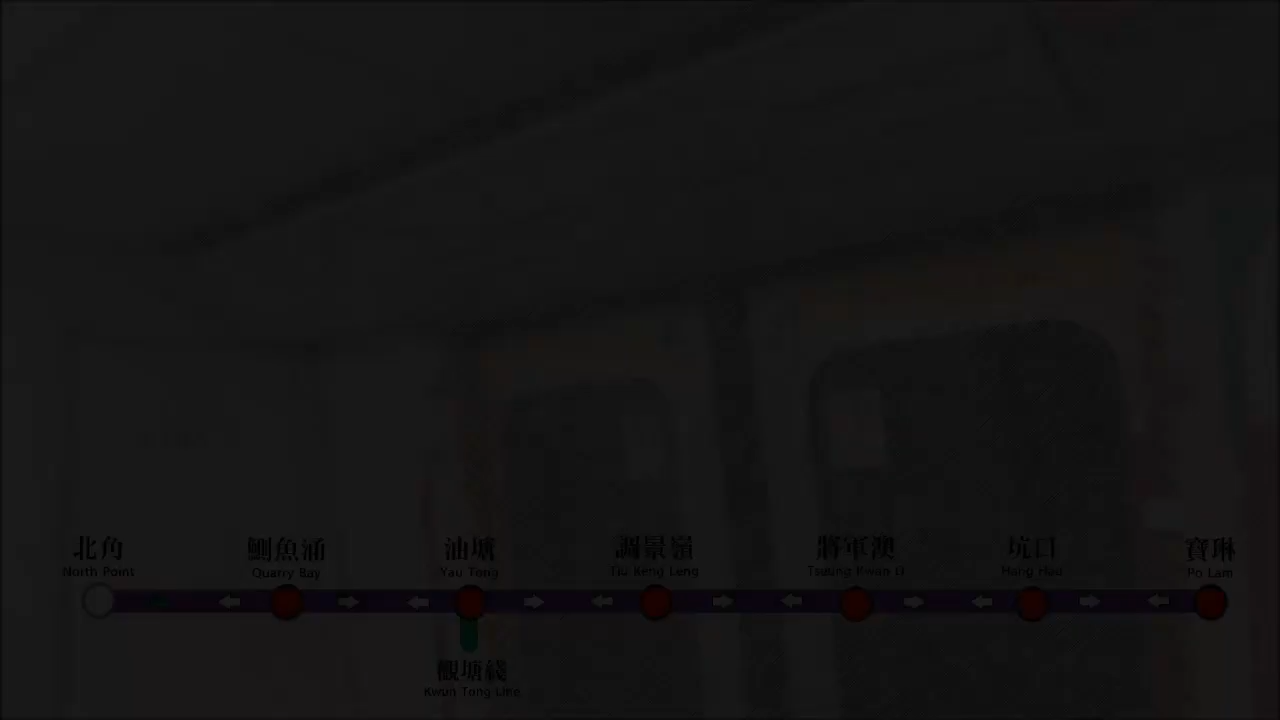 北角
North Point
鰂魚涌
Quarry Bay
油塘
Yau Tong
調景嶺
Tiu Keng Leng
將軍澳
Tseung Kwan O
坑口
Hang Hau
寶琳
Po Lam
觀塘綫
Kwun Tong Line